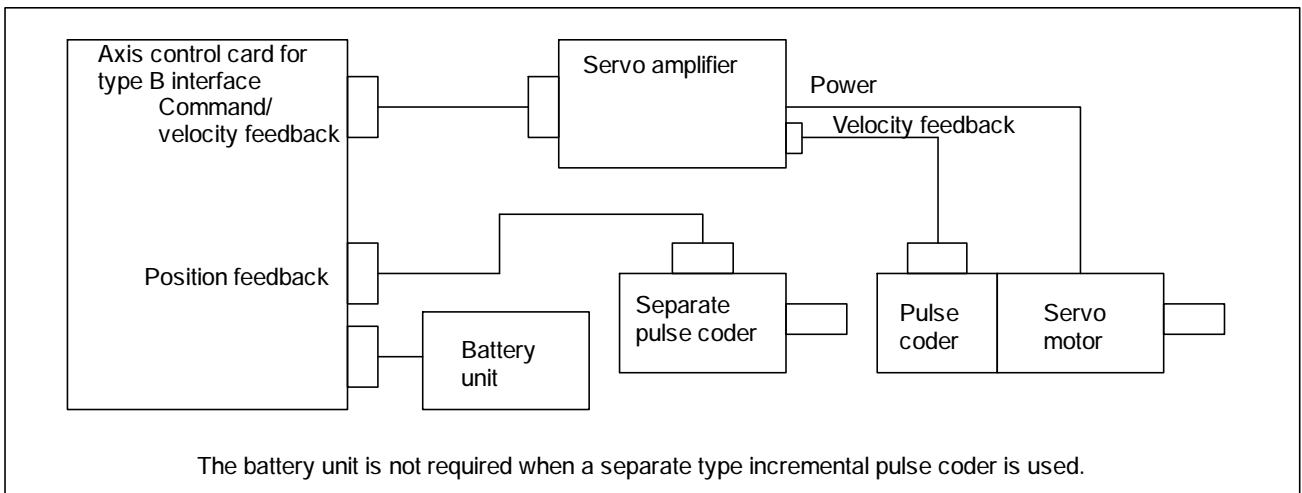 Axis control card for
type B interface
Command/
velocity feedback
Servo amplifier
Power
Velocity feedback
Position feedback
Separate
pulse coder
Pulse
coder
Servo
motor
Battery
unit
The battery unit is not required when a separate type incremental pulse coder is used.